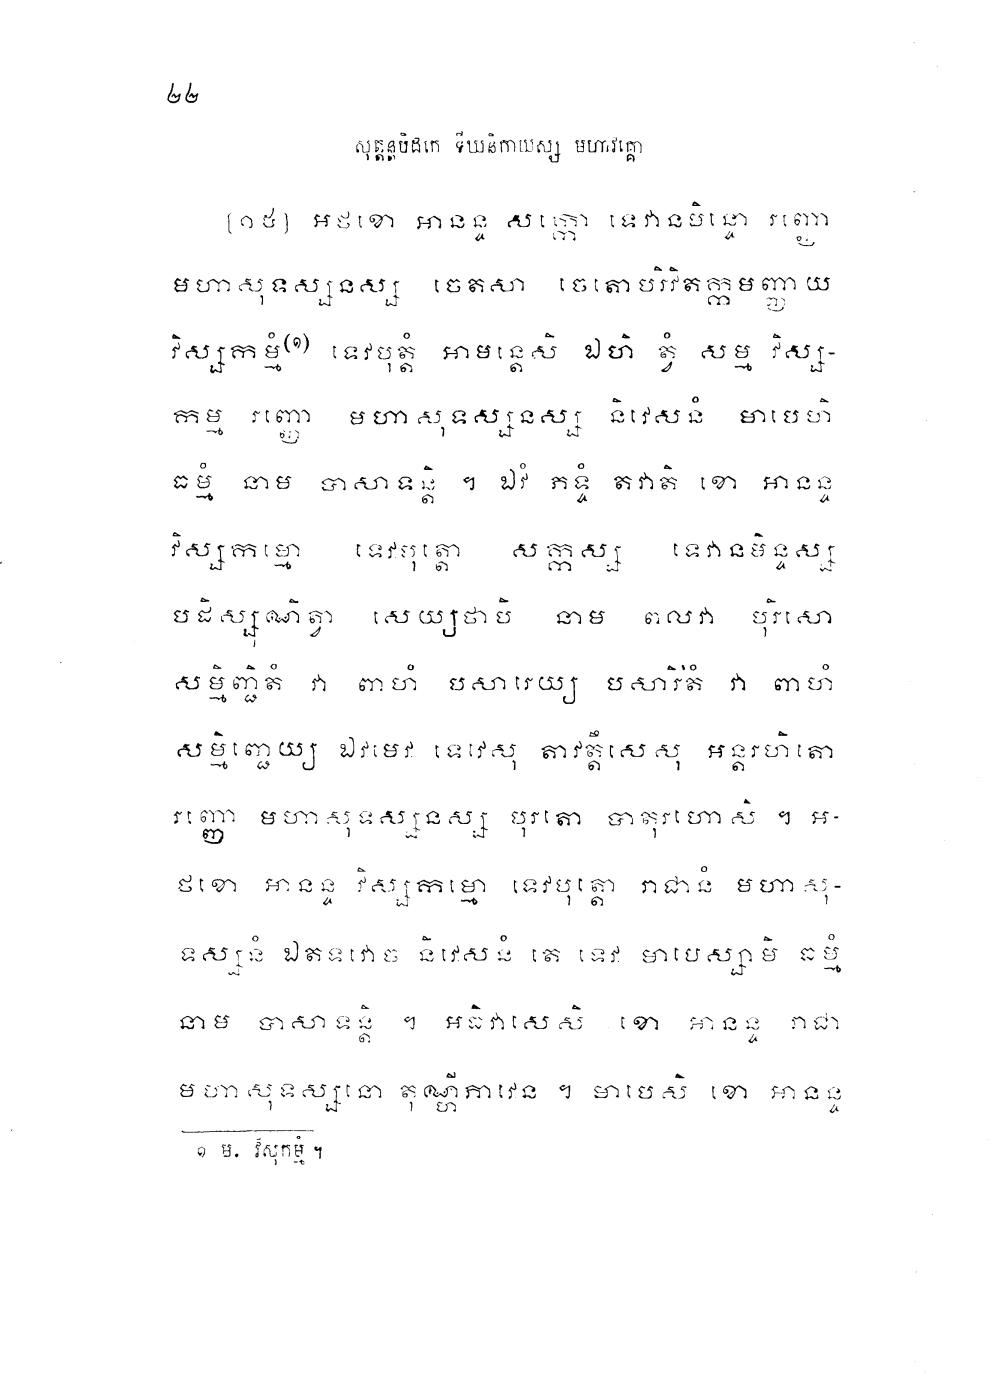 ២២
សុត្តន្តបិដកេ ទីឃនិកាយស្ស មហាវគ្គោ
[១៥] អថខោ អានន្ទ សក្កោ ទេវានមិន្ទោ រញ្ញោ
មហាសុទស្សនស្ស ចេតសា ចេតោបរិវិតក្កមញ្ញាយ
វិស្សកម្មំ(១) ទេវបុត្តំ អាមន្តេសិ ឯហិ ត្វំ សម្ម វិស្ស-
កម្ម រញ្ញោ មហាសុទស្សនស្ស និវេសនំ មាបេហិ
ធម្មំ នាម បាសាទន្តិ ។ ឯវំ ភទ្ទំ តវាតិ ខោ អានន្ទ
វិស្សកម្មោ ទេវបុត្តោ សក្កស្ស ទេវានមិន្ទស្ស
បដិស្សុណិត្វា សេយ្យថាបិ នាម ពលវា បុរិសោ
សម្មិញ្ជិតំ វា ពាហំ បសារេយ្យ បសារិតំ វា ពាហំ
សម្មិញ្ជេយ្យ ឯវមេវ ទេវេសុ តាវត្តឹសេសុ អន្តរហិតោ
រញ្ញោ មហាសុទស្សនស្ស បុរតោ បាតុរហោសិ ។ អ-
ថខោ អានន្ទ វិស្សកម្មោ ទេវបុត្តោ រាជានំ មហាសុ-
ទស្សនំ ឯតទវោច និវេសនំ តេ ទេវ មាបេស្សាមិ ធម្មំ
នាម បាសាទន្តិ ។ អធិវាសេសិ ខោ អានន្ទ រាជា
មហាសុទស្សនោ តុណ្ហីភាវេន ។ មាបេសិ ខោ អានន្ទ
១ ម. វិសុកម្មំ ។